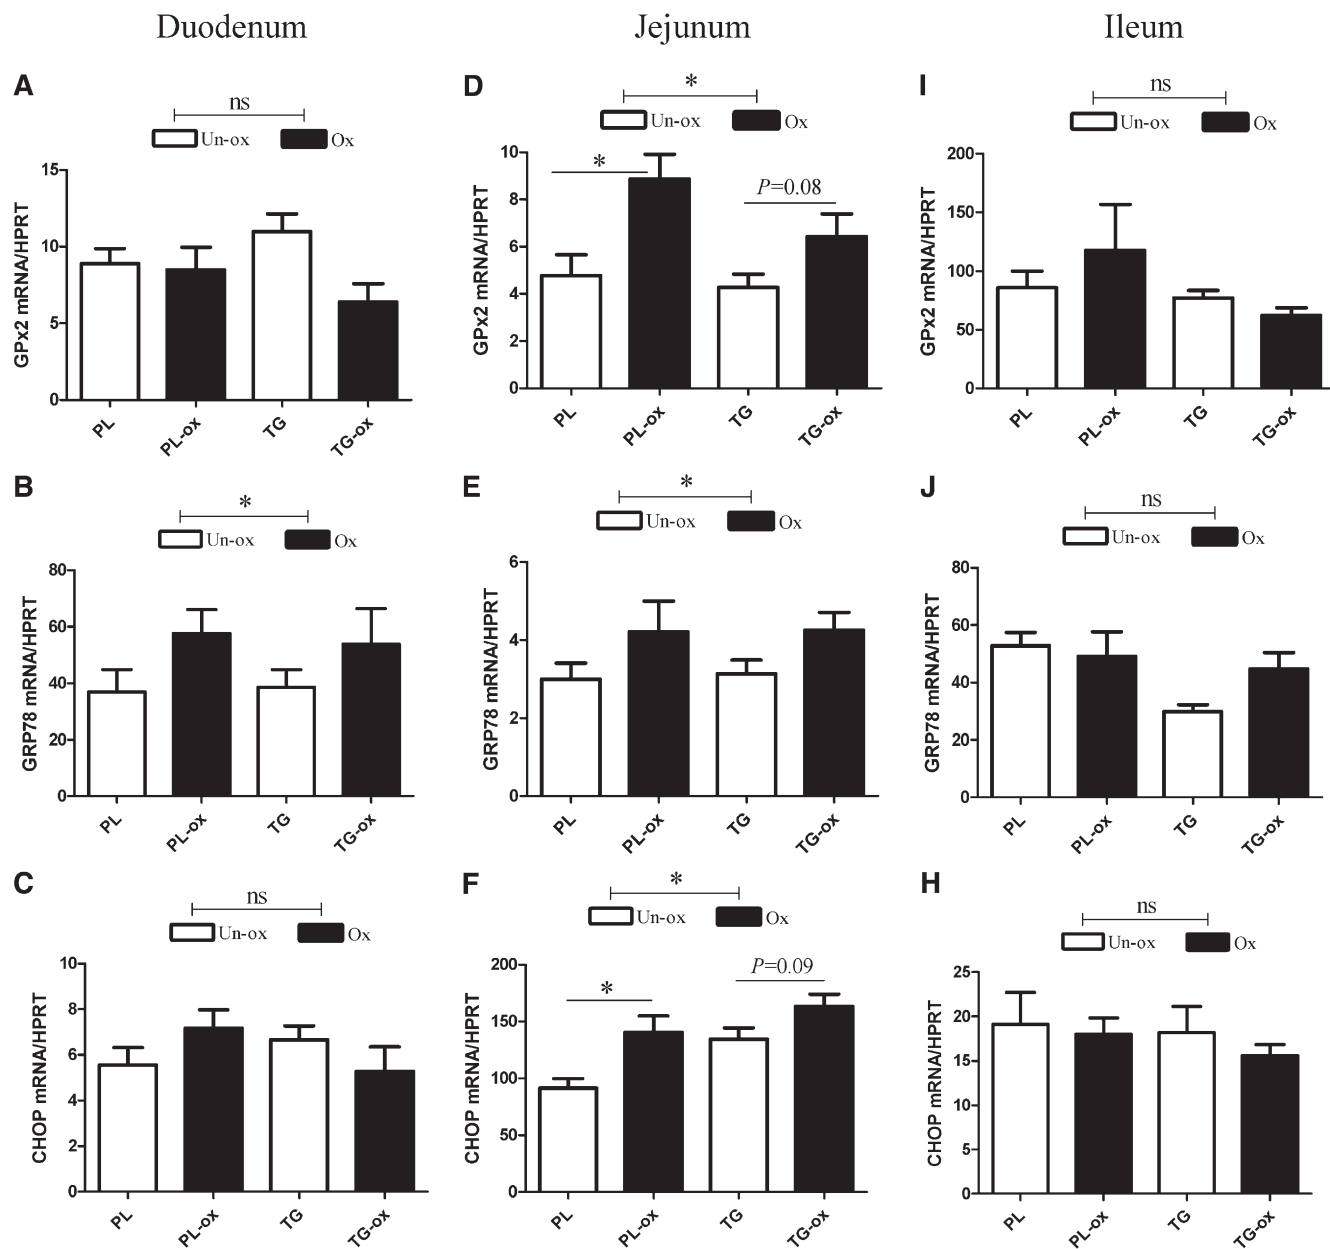 Duodenum
Jejunum
Ileum
A
ns
Un-ox Ox
15
10
5
0
GPx2 mRNA/HPRT
PL PL-ox TG TG-ox
D
*
Un-ox Ox
10
8
6
4
2
0
GPx2 mRNA/HPRT
*
P=0.08
PL PL-ox TG TG-ox
I
ns
Un-ox Ox
200
150
100
50
0
GPx2 mRNA/HPRT
PL PL-ox TG TG-ox
B
*
Un-ox Ox
80
60
40
20
0
GRP78 mRNA/HPRT
PL PL-ox TG TG-ox
E
*
Un-ox Ox
6
4
2
0
GRP78 mRNA/HPRT
PL PL-ox TG TG-ox
J
ns
Un-ox Ox
80
60
40
20
0
GRP78 mRNA/HPRT
PL PL-ox TG TG-ox
C
ns
Un-ox Ox
10
8
6
4
2
0
CHOP mRNA/HPRT
PL PL-ox TG TG-ox
F
*
Un-ox Ox
200
150
100
50
0
CHOP mRNA/HPRT
*
P=0.09
PL PL-ox TG TG-ox
H
ns
Un-ox Ox
25
20
15
10
5
0
CHOP mRNA/HPRT
PL PL-ox TG TG-ox